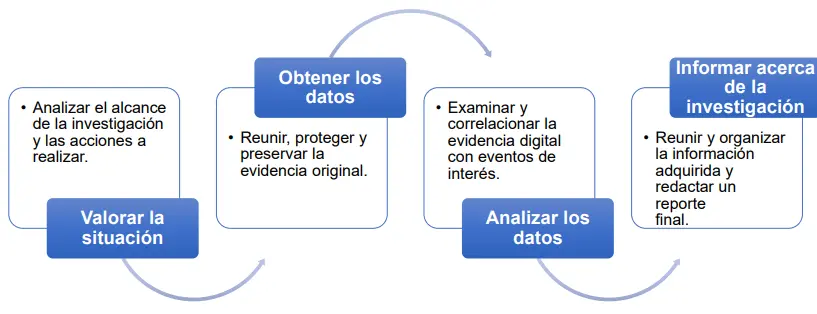 • Analizar el alcance
de la investigación
y las acciones a
realizar.
Valorar la
situación
Obtener los
datos
• Reunir, proteger y
preservar la
evidencia original.
• Examinar y
correlacionar la
evidencia digital
con eventos de
interés.
Analizar los
datos
Informar acerca
de la
investigación
• Reunir y organizar
la información
adquirida y
redactar un
reporte
final.